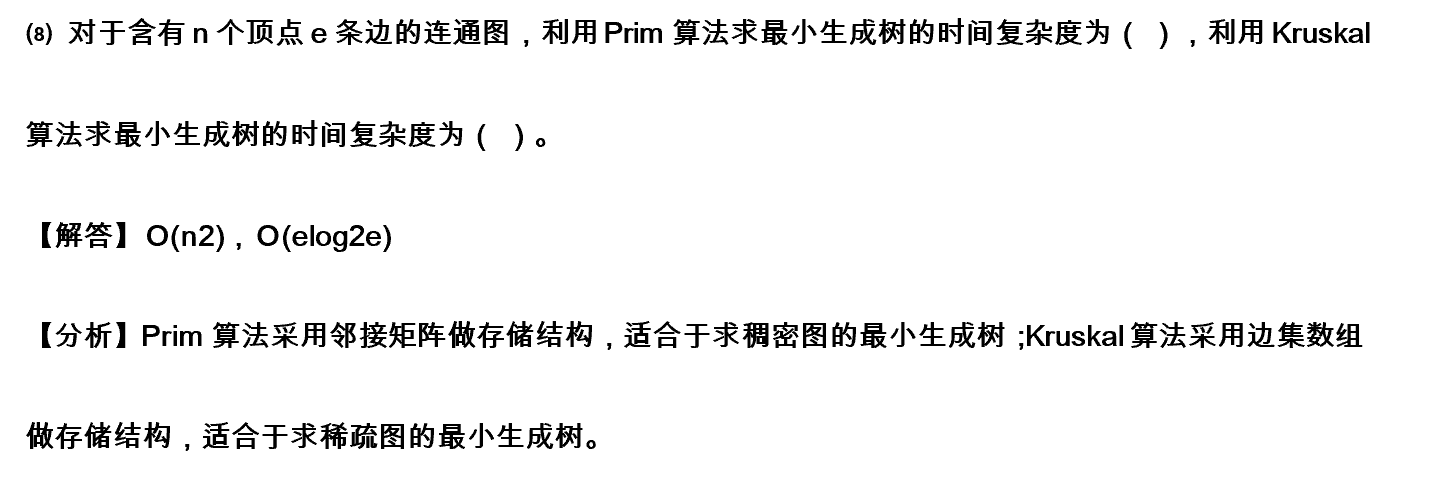 (8) 对于含有 n 个顶点 e 条边的连通图，利用 Prim 算法求最小生成树的时间复杂度为 ( )，利用 Kruskal
算法求最小生成树的时间复杂度为 ( )。
【解答】O(n2)，O(elog2e)
【分析】Prim 算法采用邻接矩阵做存储结构，适合于求稠密图的最小生成树 ;Kruskal 算法采用边集数组
做存储结构，适合于求稀疏图的最小生成树。